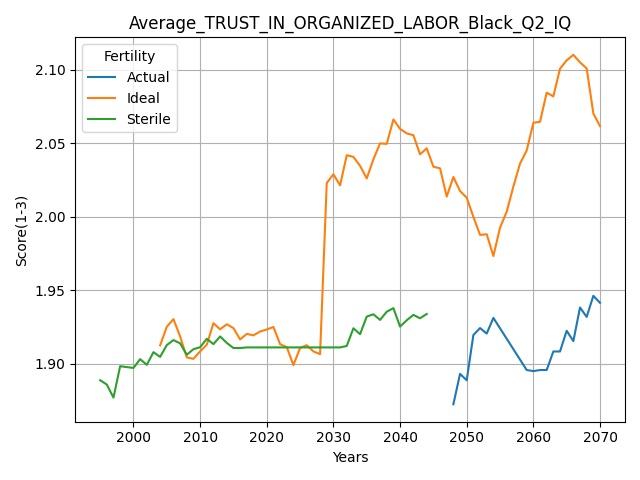 Average_TRUST_IN_ORGANIZED_LABOR_Black_Q2_IQ
Fertility
Actual
Ideal
Sterile
Score(1-3)
2.10
2.05
2.00
1.95
1.90
2000 2010 2020 2030 2040 2050 2060 2070
Years